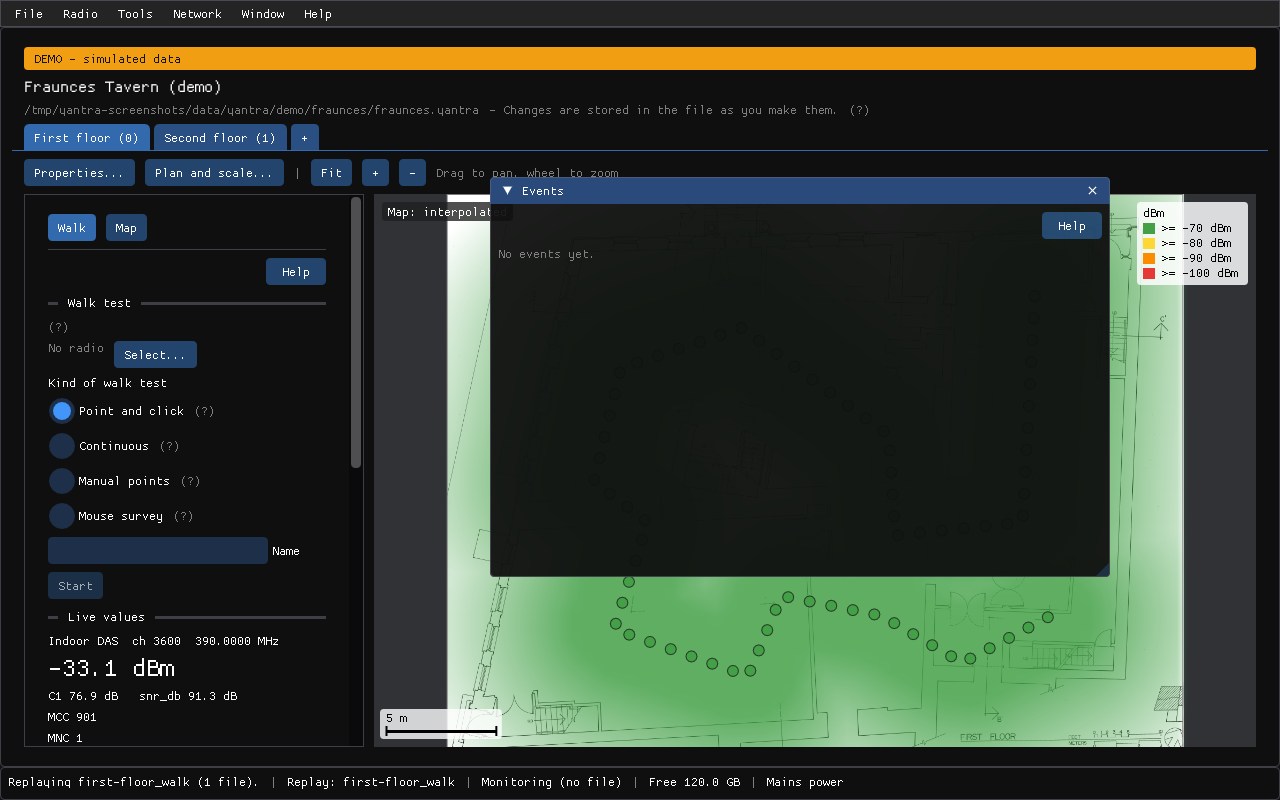 File Radio Tools Network Window Help
DEMO - simulated data
Fraunces Tavern (demo)
/tmp/yantra-screenshots/data/yantra/demo/fraunces/fraunces.yantra - Changes are stored in the file as you make them. (?)
First floor (0) Second floor (1) +
Properties... Plan and scale... | Fit + - Drag to pan, wheel to zoom
Events
Map: interpolated
Help
No events yet.
dBm
>= -70 dBm
>= -80 dBm
>= -90 dBm
>= -100 dBm
Walk Map
Help
Walk test
(?)
No radio Select...
Kind of walk test
Point and click (?)
Continuous (?)
Manual points (?)
Mouse survey (?)
Name
Start
Live values
Indoor DAS ch 3600 390.0000 MHz
-33.1 dBm
C1 76.9 dB snr_db 91.3 dB
MCC 901
MNC 1
5 m
FIRST FLOOR
FEET
METERS
Replaying first-floor_walk (1 file). | Replay: first-floor_walk | Monitoring (no file) | Free 120.0 GB | Mains power